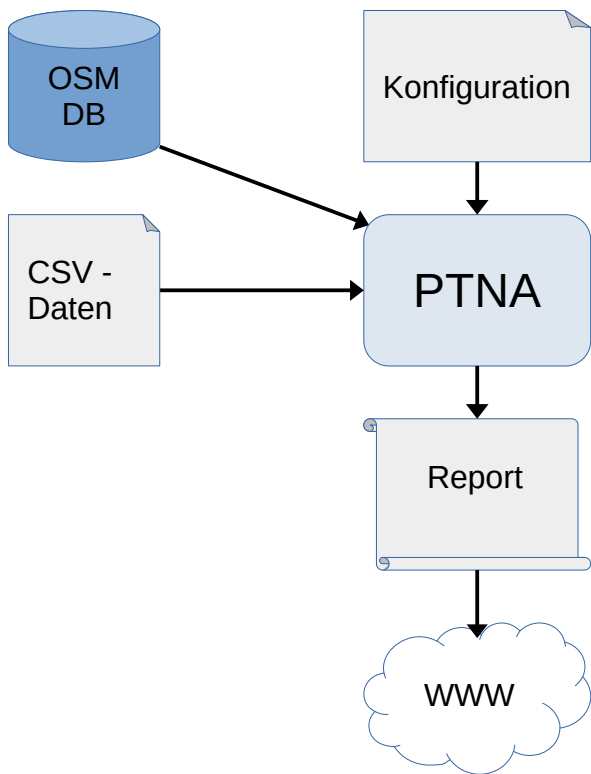 OSM
DB
Konfiguration
CSV -
Daten
PTNA
Report
WWW